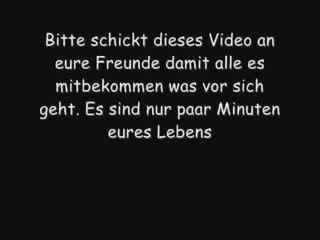 Bitte schickt dieses Video an
eure Freunde damit alle es
mitbekommen was vor sich
geht. Es sind nur paar Minuten
eures Lebens